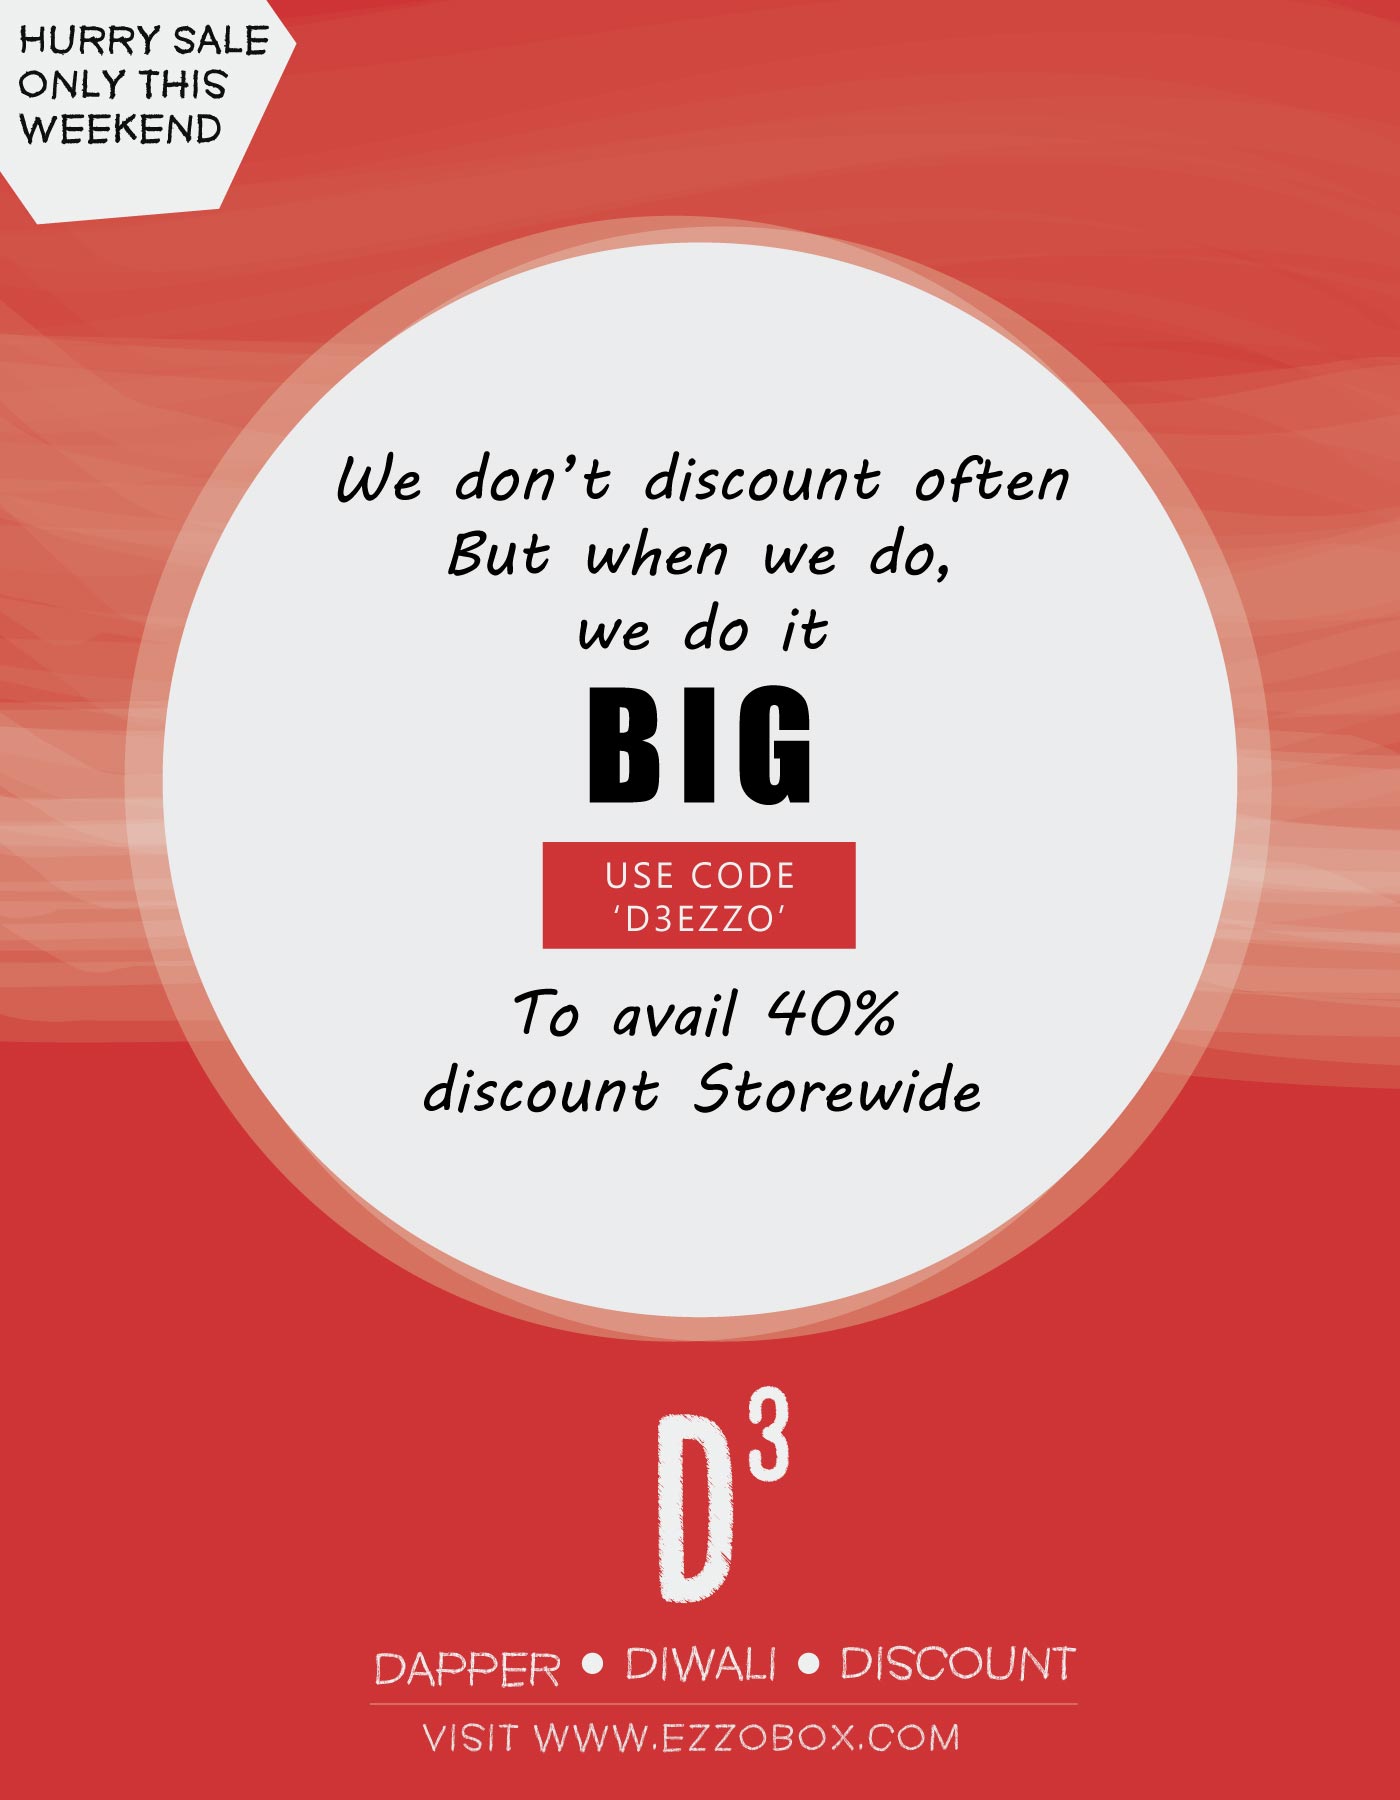 HURRY SALE
ONLY THIS
WEEKEND
We don’t discount often
But when we do,
we do it
BIG
USE CODE
‘D3EZZO’
To avail 40%
discount Storewide
D³
DAPPER • DIWALI • DISCOUNT
VISIT WWW.EZZOBOX.COM